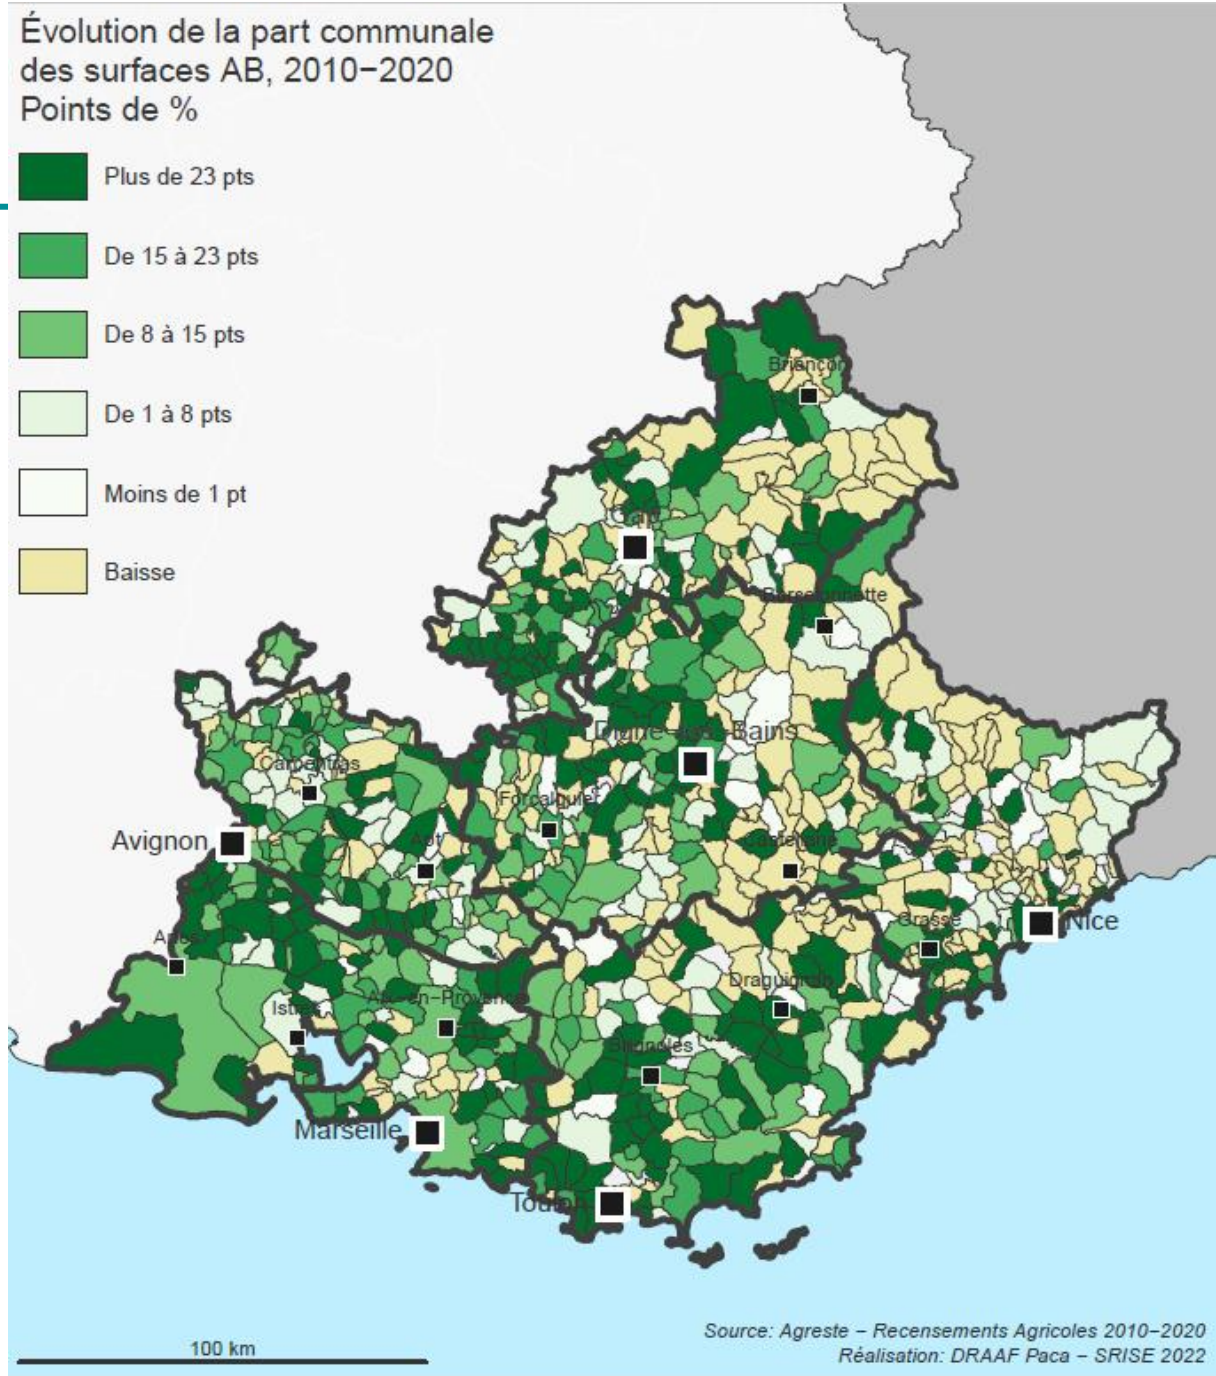 Évolution de la part communale
des surfaces AB, 2010−2020
Points de %
Plus de 23 pts
De 15 à 23 pts
De 8 à 15 pts
De 1 à 8 pts
Moins de 1 pt
Baisse
Briançon
Gap
Barcelonnette
Digne−les−Bains
Carpentras
Forcalquier
Avignon
Apt
Castellane
Grasse
Nice
Arles
Draguignan
Istres
Aix−en−Provence
Brignoles
Marseille
Toulon
100 km
Source: Agreste − Recensements Agricoles 2010−2020
Réalisation: DRAAF Paca − SRISE 2022